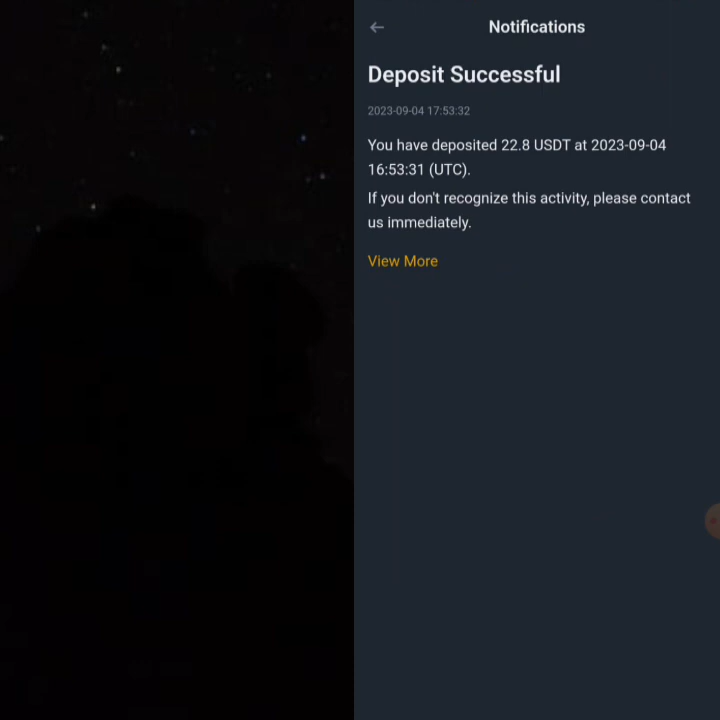 Notifications
Deposit Successful
2023-09-04 17:53:32
You have deposited 22.8 USDT at 2023-09-04
16:53:31 (UTC).
If you don't recognize this activity, please contact
us immediately.
View More